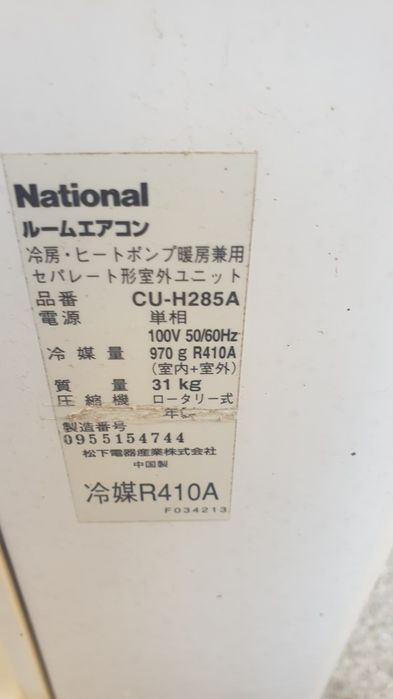 National
ルームエアコン
冷房・ヒートポンプ暖房兼用
セパレート形室外ユニット
品番 CU-H285A
電源 単相
100V 50/60Hz
冷媒量 970 g R410A
(室内+室外)
質量 31 kg
圧縮機 ロータリー式
年
製造番号
0955154744
松下電器産業株式会社
中国製
冷媒R410A
F034213